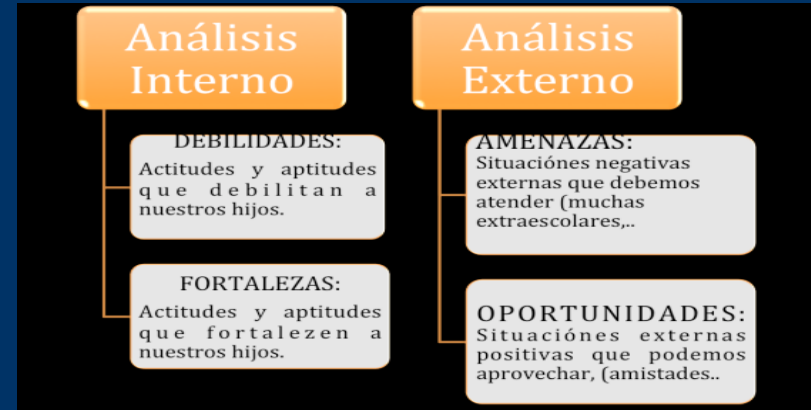 Análisis
Interno
DEBILIDADES:
Actitudes y aptitudes
que debilitan a
nuestros hijos.
FORTALEZAS:
Actitudes y aptitudes
que fortalezen a
nuestros hijos.
Análisis
Externo
AMENAZAS:
Situaciónes negativas
externas que debemos
atender (muchas
extraescolares,..
OPORTUNIDADES:
Situaciónes externas
positivas que podemos
aprovechar, (amistades..